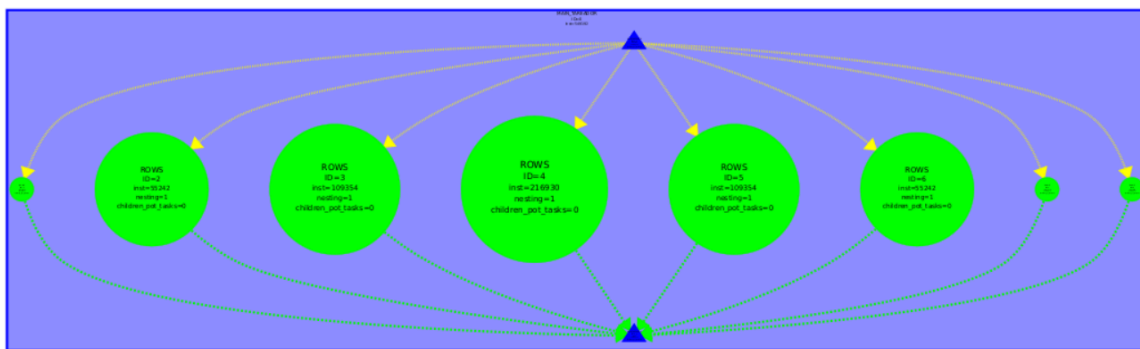 ROWS
ID=2
inst=55242
nesting=1
children_pot_tasks=0
ROWS
ID=3
inst=109354
nesting=1
children_pot_tasks=0
ROWS
ID=4
inst=216930
nesting=1
children_pot_tasks=0
ROWS
ID=5
inst=109354
nesting=1
children_pot_tasks=0
ROWS
ID=6
inst=55242
nesting=1
children_pot_tasks=0